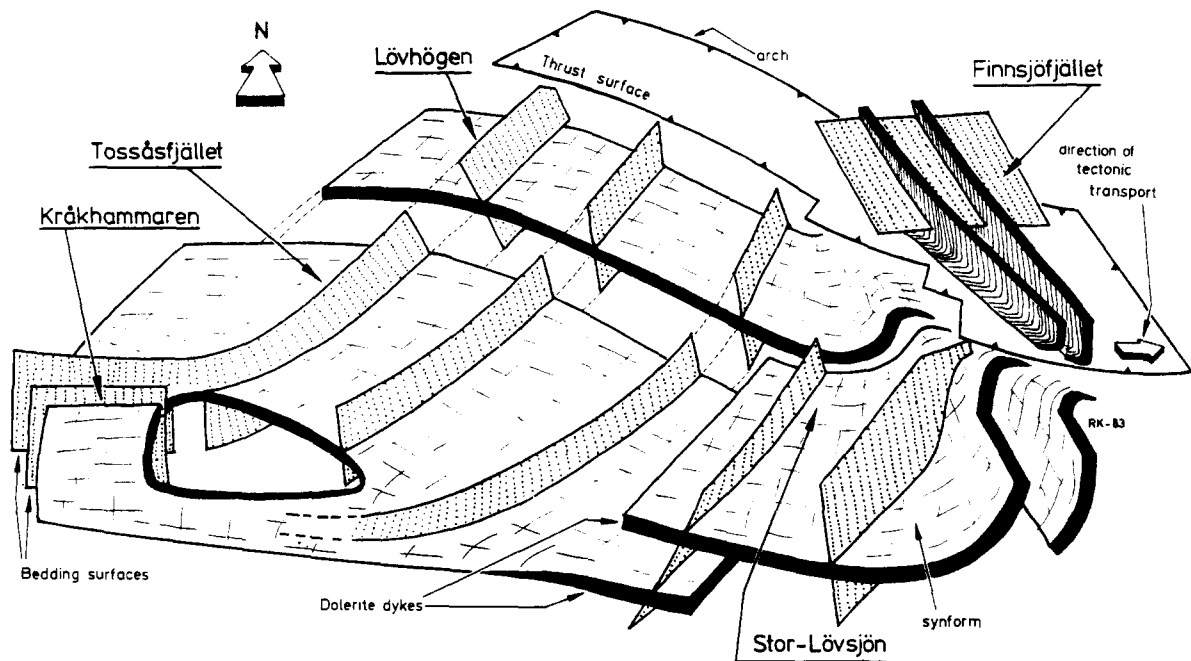 N
Lövhögen
arch
Thrust surface
Finnsjöfjället
Tossåsfjället
direction of
tectonic
transport
Kråkhammaren
RK-83
Bedding surfaces
Dolerite dykes
synform
Stor-Lövsjön